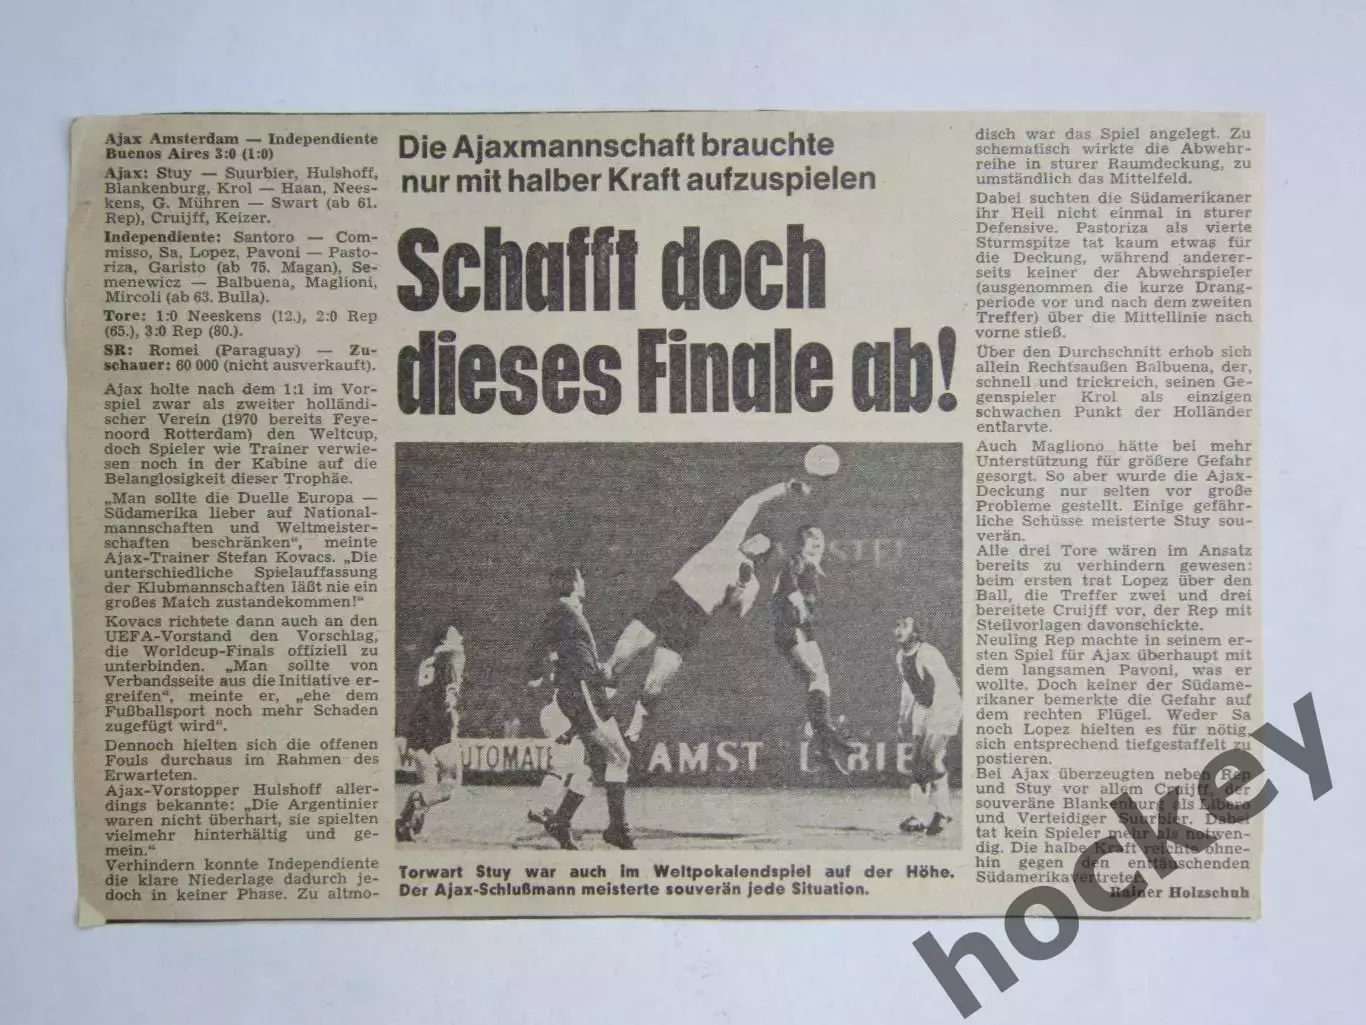 Ajax Amsterdam — Independiente
Buenos Aires 3:0 (1:0)
Ajax: Stuy — Suurbier, Hulshoff,
Blankenburg, Krol — Haan, Nees-
kens, G. Mühren — Swart (ab 61.
Rep), Cruijff, Keizer.
Independiente: Santoro — Com-
misso, Sa, Lopez, Pavoni — Pasto-
riza, Garisto (ab 75. Magan), Se-
menewicz — Balbuena, Maglioni,
Mircoli (ab 63. Bulla).
Tore: 1:0 Neeskens (12.), 2:0 Rep
(65.), 3:0 Rep (80.).
SR: Romei (Paraguay) — Zu-
schauer: 60 000 (nicht ausverkauft).
Ajax holte nach dem 1:1 im Vor-
spiel zwar als zweiter holländi-
scher Verein (1970 bereits Feye-
noord Rotterdam) den Weltcup,
doch Spieler wie Trainer verwie-
sen noch in der Kabine auf die
Belanglosigkeit dieser Trophäe.
„Man sollte die Duelle Europa —
Südamerika lieber auf National-
mannschaften und Weltmeister-
schaften beschränken“, meinte
Ajax-Trainer Stefan Kovacs. „Die
unterschiedliche Spielauffassung
der Klubmannschaften läßt nie ein
großes Match zustandekommen!“
Kovacs richtete dann auch an den
UEFA-Vorstand den Vorschlag,
die Worldcup-Finals offiziell zu
unterbinden. „Man sollte von
Verbandsseite aus die Initiative er-
greifen“, meinte er, „ehe dem
Fußballsport noch mehr Schaden
zugefügt wird“.
Dennoch hielten sich die offenen
Fouls durchaus im Rahmen des
Erwarteten.
Ajax-Vorstopper Hulshoff aller-
dings bekannte: „Die Argentinier
waren nicht überhart, sie spielten
vielmehr hinterhältig und ge-
mein.“
Verhindern konnte Independiente
die klare Niederlage dadurch je-
doch in keiner Phase. Zu altmo-
Die Ajaxmannschaft brauchte
nur mit halber Kraft aufzuspielen
Schafft doch
dieses Finale ab!
6
AUTOMATE
AMST
RIE
Torwart Stuy war auch im Weltpokalendspiel auf der Höhe.
Der Ajax-Schlußmann meisterte souverän jede Situation.
disch war das Spiel angelegt. Zu
schematisch wirkte die Abwehr-
reihe in sturer Raumdeckung, zu
umständlich das Mittelfeld.
Dabei suchten die Südamerikaner
ihr Heil nicht einmal in sturer
Defensive. Pastoriza als vierte
Sturmspitze tat kaum etwas für
die Deckung, während anderer-
seits keiner der Abwehrspieler
(ausgenommen die kurze Drang-
periode vor und nach dem zweiten
Treffer) über die Mittellinie nach
vorne stieß.
Über den Durchschnitt erhob sich
allein Rechtsaußen Balbuena, der,
schnell und trickreich, seinen Ge-
genspieler Krol als einzigen
schwachen Punkt der Holländer
entlarvte.
Auch Magliono hätte bei mehr
Unterstützung für größere Gefahr
gesorgt. So aber wurde die Ajax-
Deckung nur selten vor große
Probleme gestellt. Einige gefähr-
liche Schüsse meisterte Stuy sou-
verän.
Alle drei Tore wären im Ansatz
bereits zu verhindern gewesen:
beim ersten trat Lopez über den
Ball, die Treffer zwei und drei
bereitete Cruijff vor, der Rep mit
Steilvorlagen davonschickte.
Neuling Rep machte in seinem er-
sten Spiel für Ajax überhaupt mit
dem langsamen Pavoni, was er
wollte. Doch keiner der Südame-
rikaner bemerkte die Gefahr auf
dem rechten Flügel. Weder Sa
noch Lopez hielten es für nötig,
sich entsprechend tiefgestaffelt zu
postieren.
Bei Ajax überzeugten neben Rep
und Stuy vor allem Cruijff, der
souveräne Blankenburg als Libero
und Verteidiger Suurbier. Dabei
tat kein Spieler mehr als notwen-
dig. Die halbe Kraft reichte ohne-
hin gegen den enttäuschenden
Südamerikavertreter.
Rainer Holzschuh
hockey